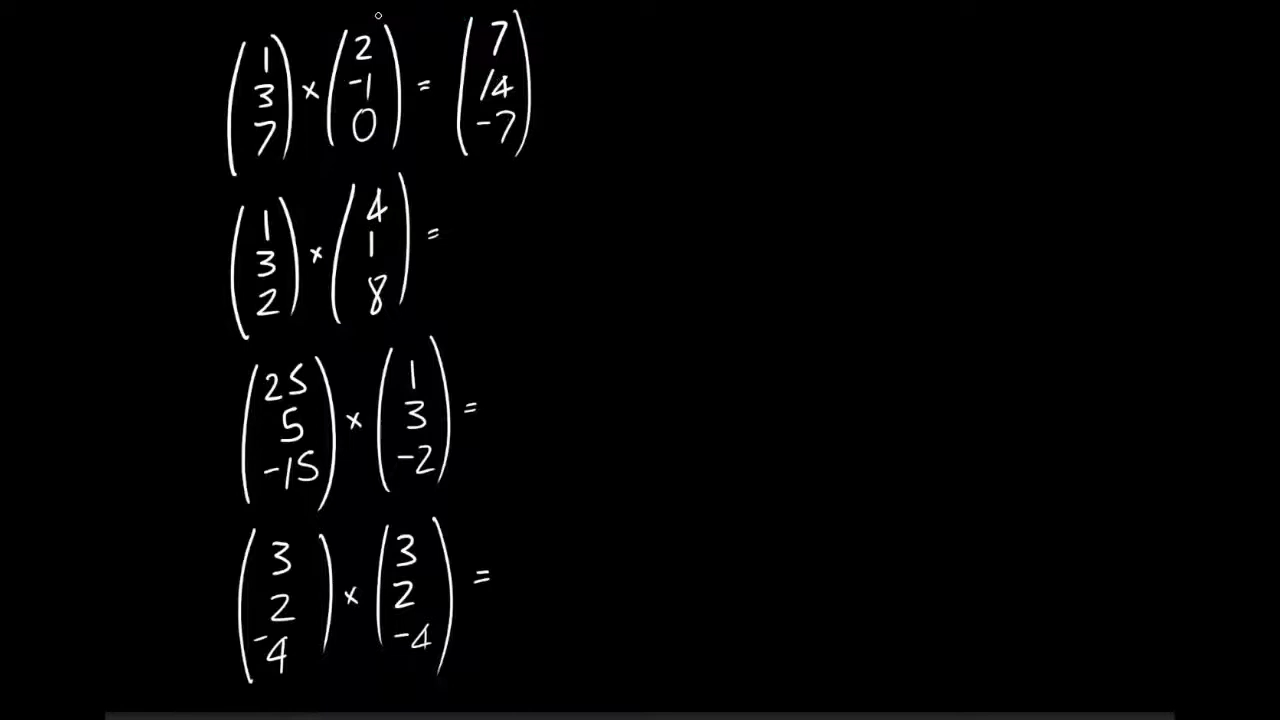 (1 3 7) × (2 -1 0) = (7 14 -7)
(1 3 2) × (4 1 8) =
(25 5 -15) × (1 3 -2) =
(3 2 -4) × (3 2 -4) =